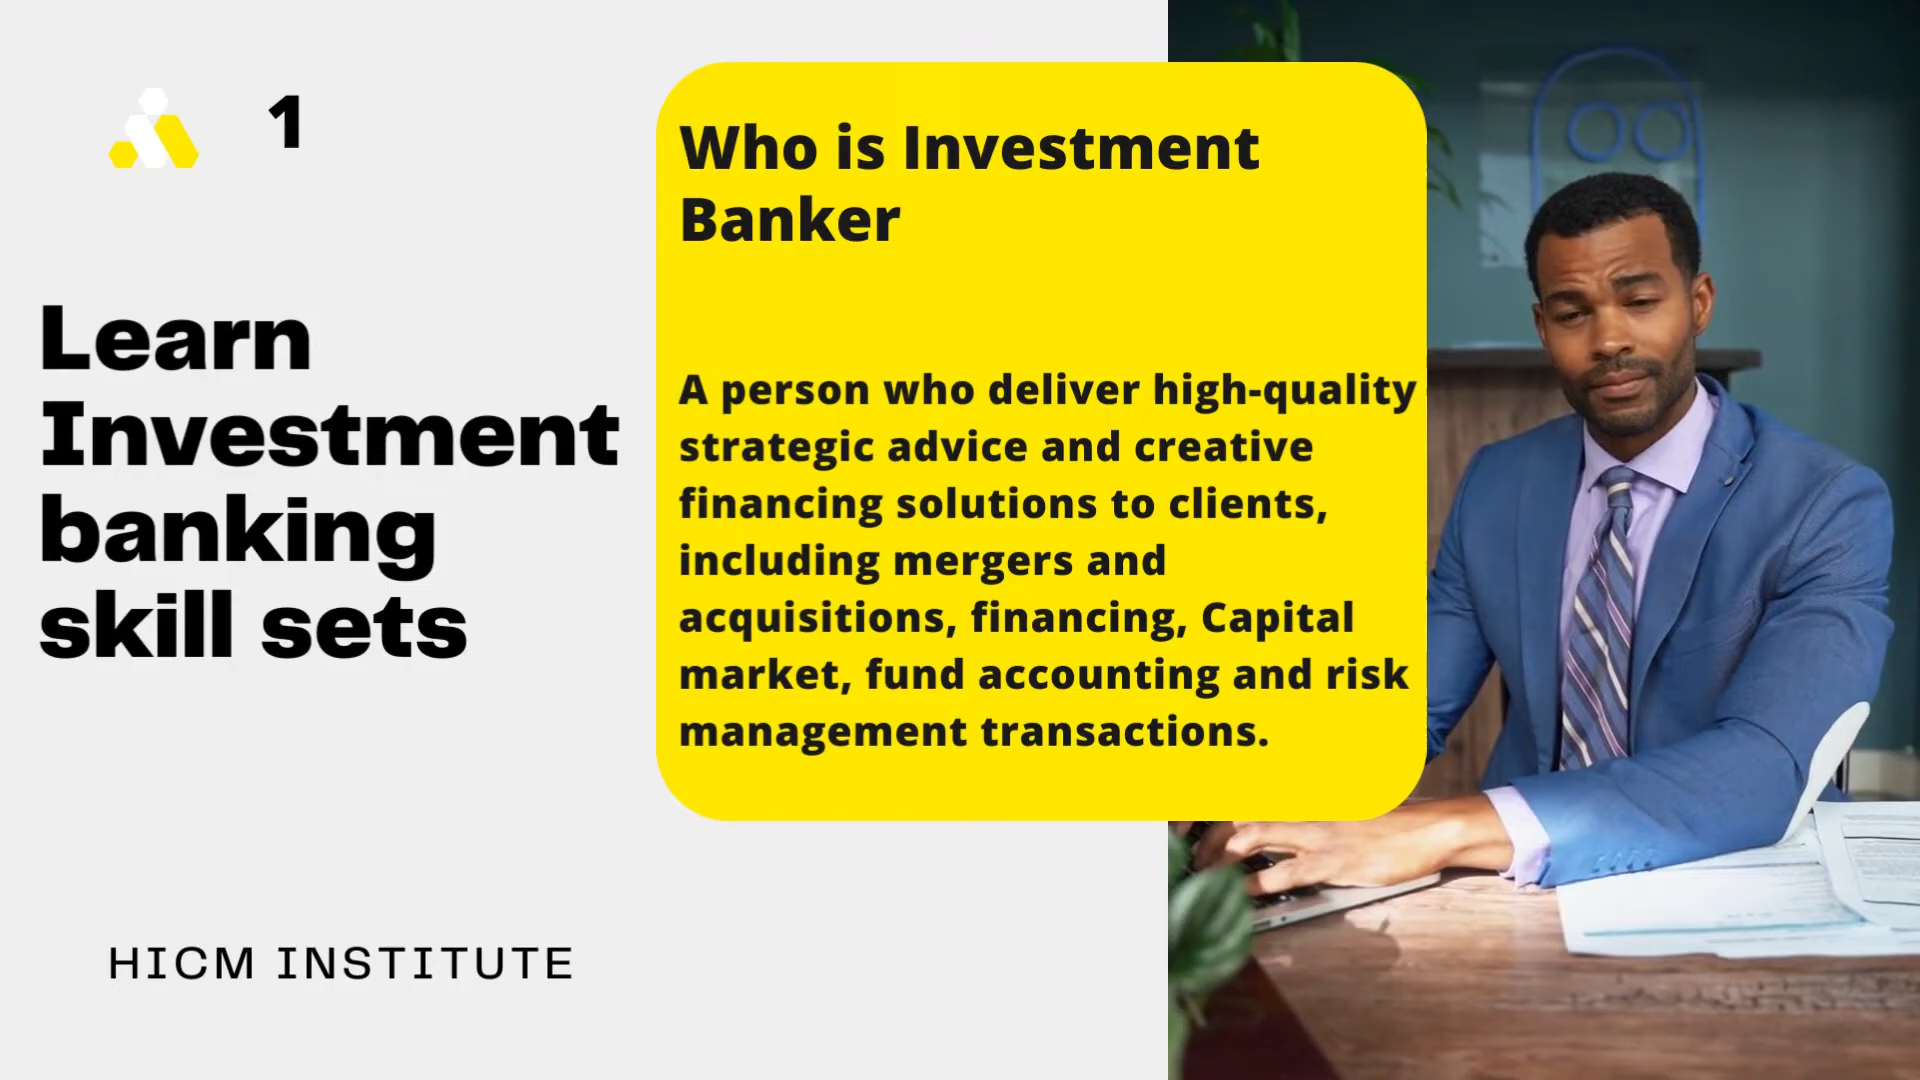 1
Learn
Investment
banking
skill sets
HICM INSTITUTE
Who is Investment
Banker
A person who deliver high-quality
strategic advice and creative
financing solutions to clients,
including mergers and
acquisitions, financing, Capital
market, fund accounting and risk
management transactions.